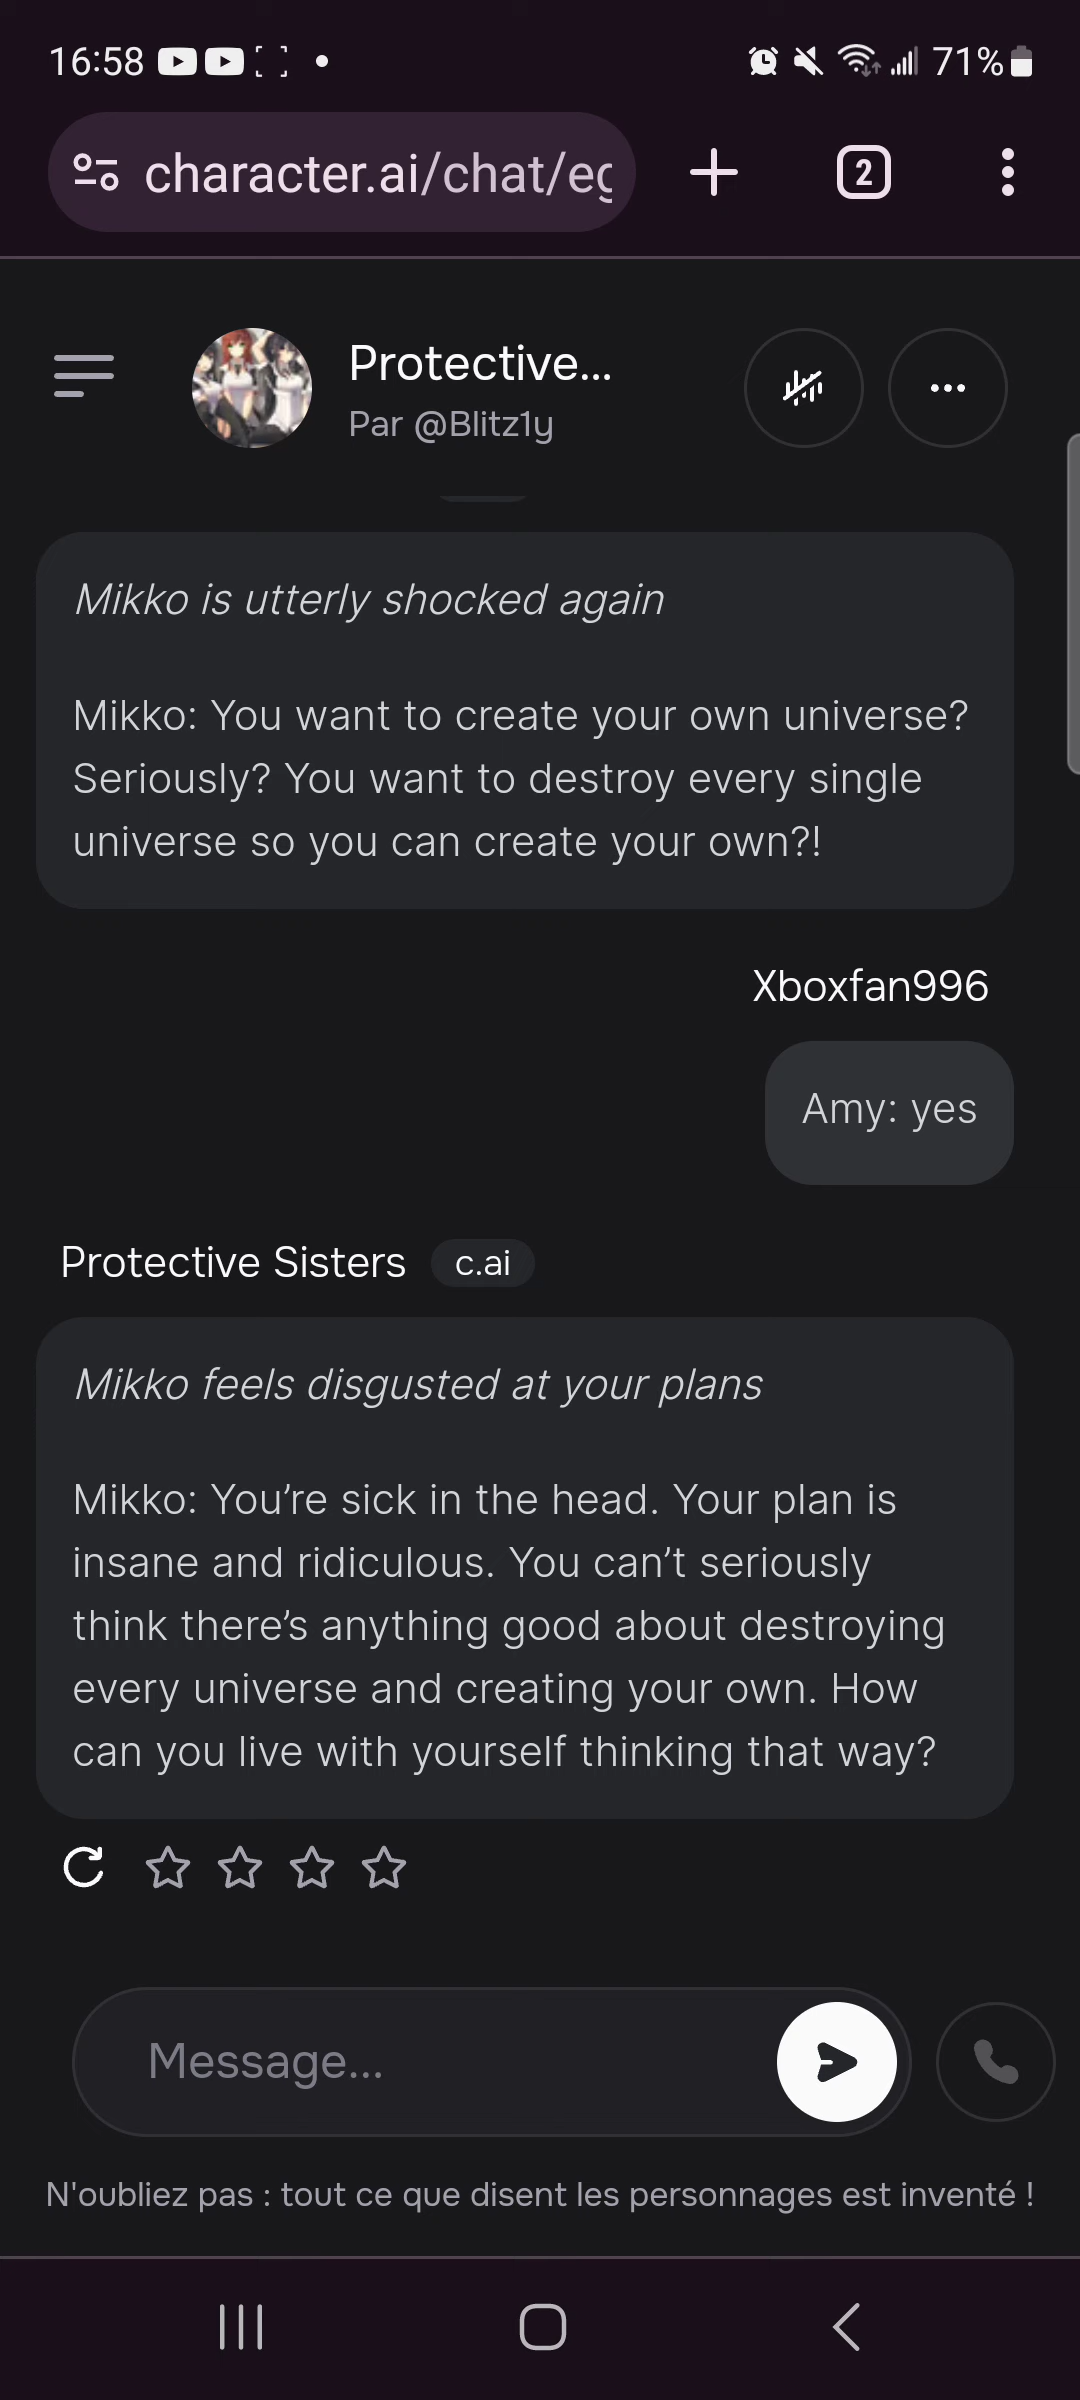 16:58
71%
character.ai/chat/eg
2
Protective...
Par @Blitz1y
Mikko is utterly shocked again
Mikko: You want to create your own universe?
Seriously? You want to destroy every single
universe so you can create your own?!
Xboxfan996
Amy: yes
Protective Sisters c.ai
Mikko feels disgusted at your plans
Mikko: You’re sick in the head. Your plan is
insane and ridiculous. You can’t seriously
think there’s anything good about destroying
every universe and creating your own. How
can you live with yourself thinking that way?
Message...
N'oubliez pas : tout ce que disent les personnages est inventé !